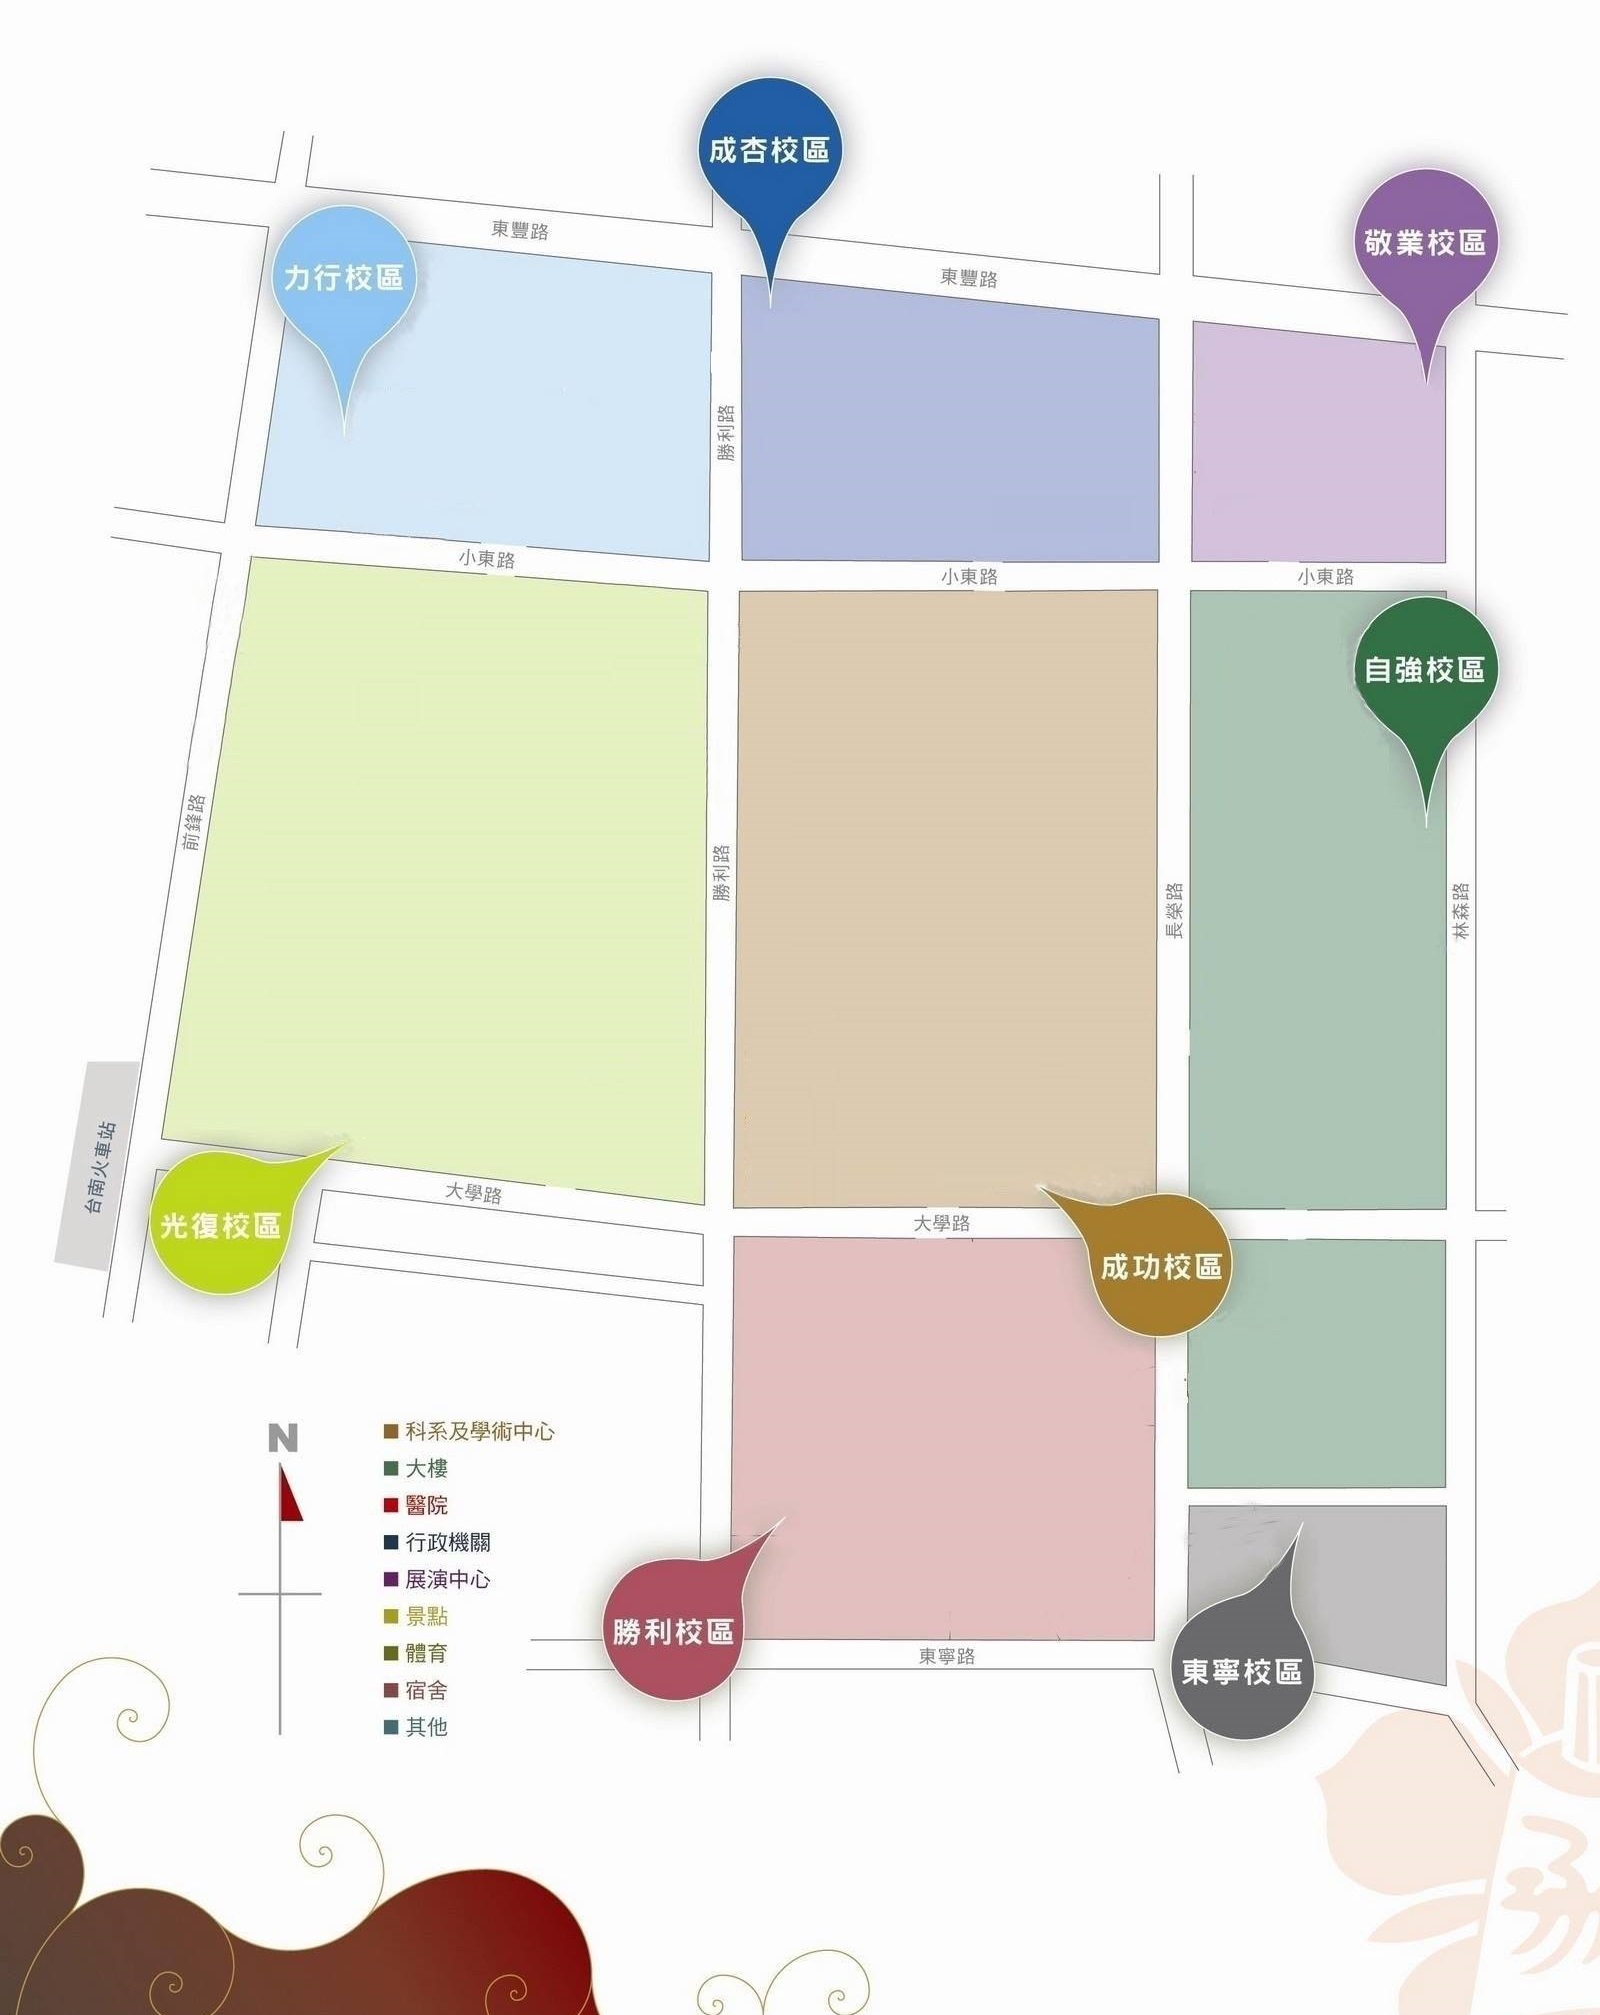 成杏校區
敬業校區
力行校區
東豐路
東豐路
勝利路
小東路
小東路
小東路
自強校區
前鋒路
勝利路
長榮路
林森路
台南火車站
大學路
大學路
光復校區
成功校區
N
科系及學術中心
大樓
醫院
行政機關
展演中心
景點
體育
宿舍
其他
勝利校區
東寧路
東寧校區